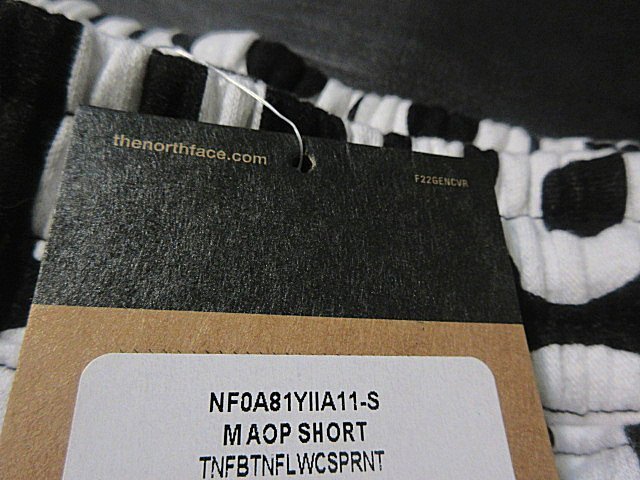 thenorthface.com
F22GENCVR
NF0A81YIIA11-S
M AOP SHORT
TNFBTNFLWCSPRNT